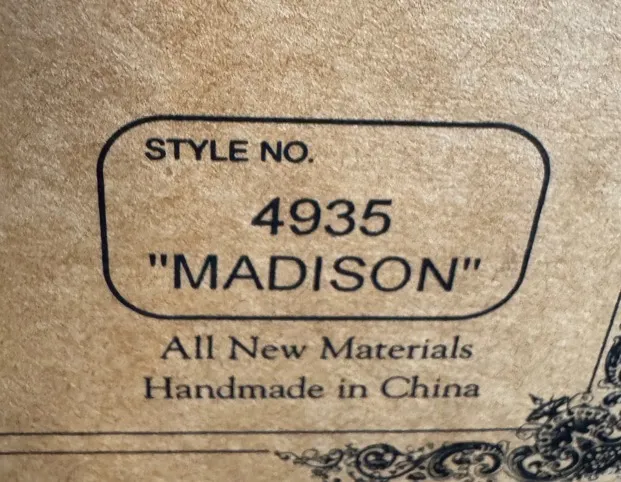 STYLE NO.
4935
"MADISON"
All New Materials
Handmade in China